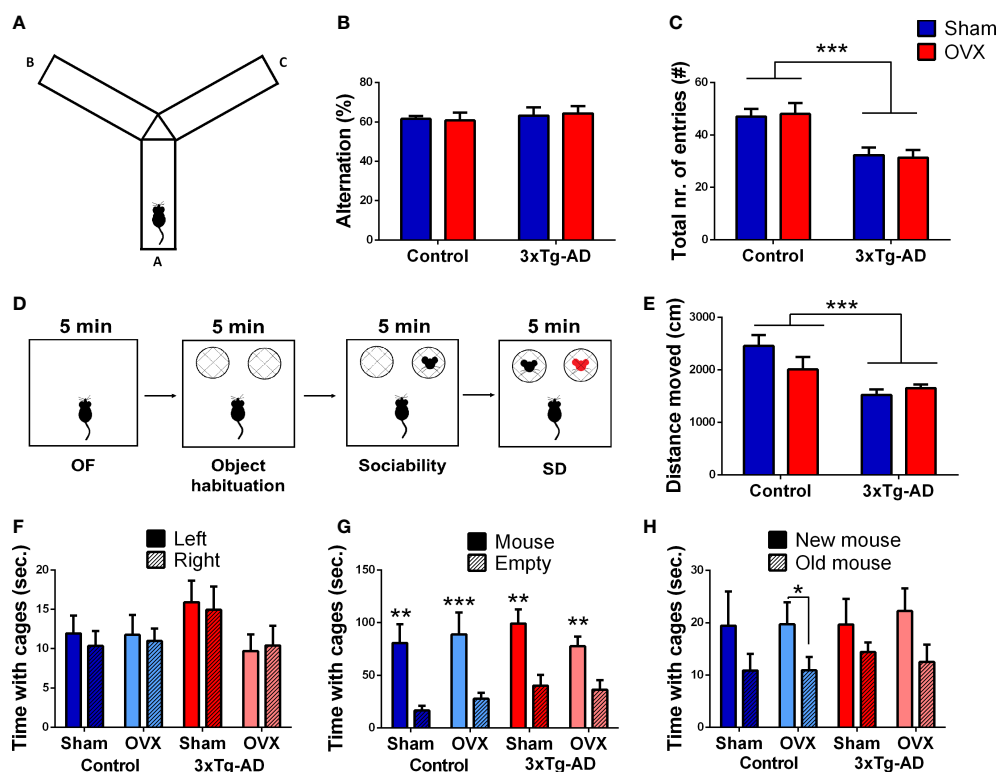 A
B
C
A
B
Alternation (%)
80
60
40
20
0
Control 3xTg-AD
C
Sham
OVX
***
Total nr. of entries (#)
60
40
20
0
Control 3xTg-AD
D
5 min 5 min 5 min 5 min
OF
Object
habituation
Sociability
SD
E
***
Distance moved (cm)
3000
2000
1000
0
Control 3xTg-AD
F
Left
Right
Time with cages (sec.)
20
15
10
5
0
Sham OVX Sham OVX
Control 3xTg-AD
G
Mouse
Empty
Time with cages (sec.)
150
100
50
0
** *** ** **
Sham OVX Sham OVX
Control 3xTg-AD
H
New mouse
Old mouse
Time with cages (sec.)
30
20
10
0
*
Sham OVX Sham OVX
Control 3xTg-AD